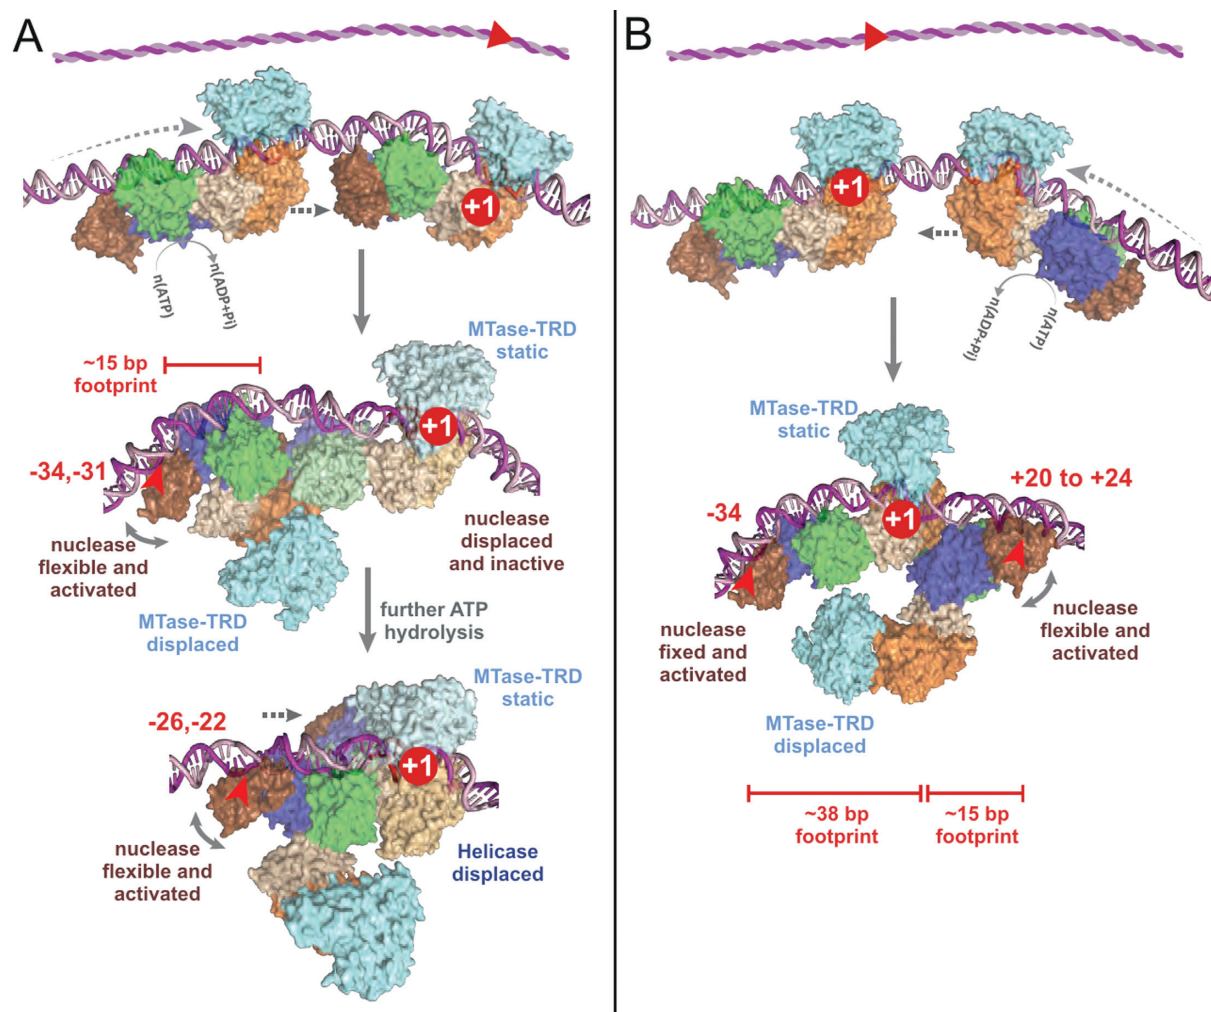 A
+1
n(ATP)
n(ADP+Pi)
MTase-TRD
static
~15 bp
footprint
+1
-34,-31
nuclease
flexible and
activated
nuclease
displaced
and inactive
MTase-TRD
displaced
further ATP
hydrolysis
MTase-TRD
static
-26,-22
+1
nuclease
flexible and
activated
Helicase
displaced
B
+1
n(ADP+Pi)
n(ATP)
MTase-TRD
static
+20 to +24
-34
+1
nuclease
fixed and
activated
nuclease
flexible and
activated
MTase-TRD
displaced
~38 bp
footprint
~15 bp
footprint